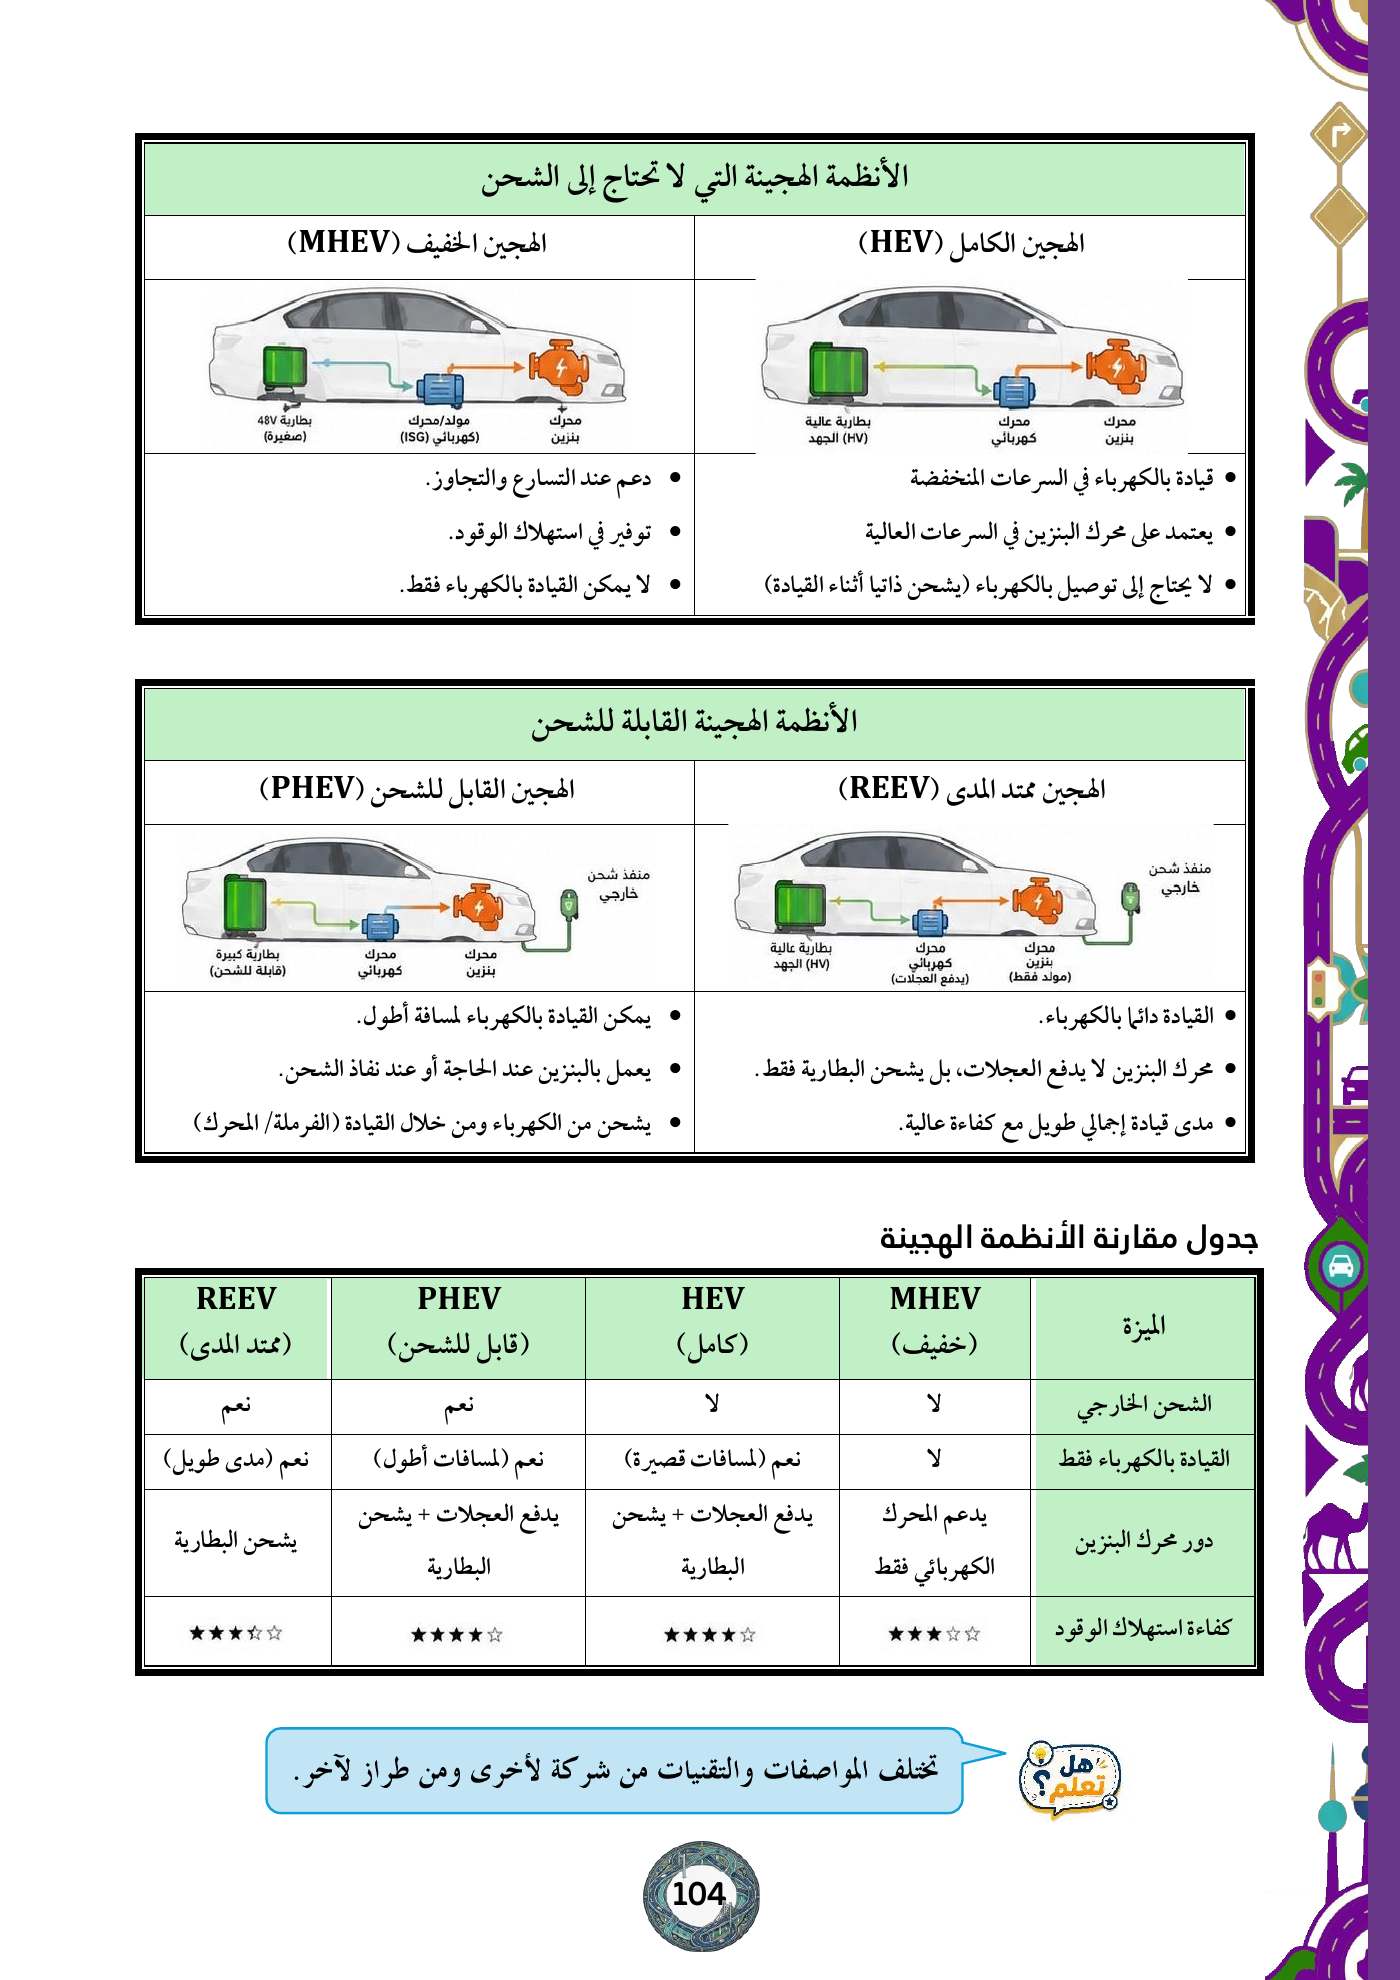 الأنظمة الهجينة التي لا تحتاج إلى الشحن
الهجين الكامل (HEV)
الهجين الخفيف (MHEV)
بطارية عالية
الجهد (HV)
محرك
كهربائي
محرك
بنزين
بطارية 48V
(صغيرة)
مولد/محرك
كهربائي (ISG)
محرك
بنزين
• قيادة بالكهرباء في السرعات المنخفضة
• يعتمد على محرك البنزين في السرعات العالية
• لا يحتاج إلى توصيل بالكهرباء (يشحن ذاتيا أثناء القيادة)
• دعم عند التسارع والتجاوز.
• توفير في استهلاك الوقود.
• لا يمكن القيادة بالكهرباء فقط.
الأنظمة الهجينة القابلة للشحن
الهجين ممتد المدى (REEV)
الهجين القابل للشحن (PHEV)
منفذ شحن
خارجي
بطارية عالية
الجهد (HV)
محرك
كهربائي
(يدفع العجلات)
محرك
بنزين
(مولد فقط)
منفذ شحن
خارجي
بطارية كبيرة
(قابلة للشحن)
محرك
كهربائي
محرك
بنزين
• القيادة دائما بالكهرباء.
• محرك البنزين لا يدفع العجلات، بل يشحن البطارية فقط.
• مدى قيادة إجمالي طويل مع كفاءة عالية.
• يمكن القيادة بالكهرباء لمسافة أطول.
• يعمل بالبنزين عند الحاجة أو عند نفاذ الشحن.
• يشحن من الكهرباء ومن خلال القيادة (الفرملة/ المحرك)
جدول مقارنة الأنظمة الهجينة
الميزة
MHEV
(خفيف)
HEV
(كامل)
PHEV
(قابل للشحن)
REEV
(ممتد المدى)
الشحن الخارجي
لا
لا
نعم
نعم
القيادة بالكهرباء فقط
لا
نعم (لمسافات قصيرة)
نعم (لمسافات أطول)
نعم (مدى طويل)
دور محرك البنزين
يدعم المحرك
الكهربائي فقط
يدفع العجلات + يشحن
البطارية
يدفع العجلات + يشحن
البطارية
يشحن البطارية
كفاءة استهلاك الوقود
★★★☆☆
★★★★☆
★★★★☆
★★★⯪☆
هل
تعلم؟
تختلف المواصفات والتقنيات من شركة لأخرى ومن طراز لآخر.
104